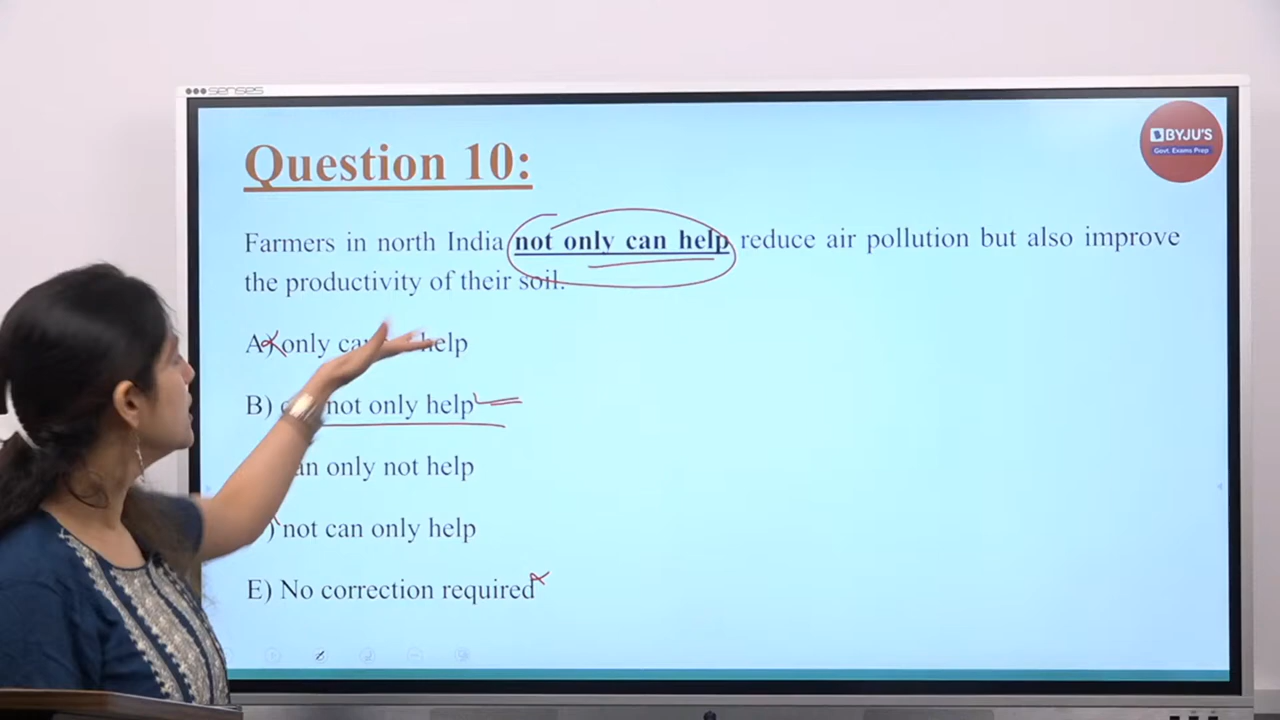 senses
BYJU'S
Govt. Exams Prep
Question 10:
Farmers in north India not only can help reduce air pollution but also improve
the productivity of their soil.
A) only help
B) not only help
only not help
not can only help
E) No correction required